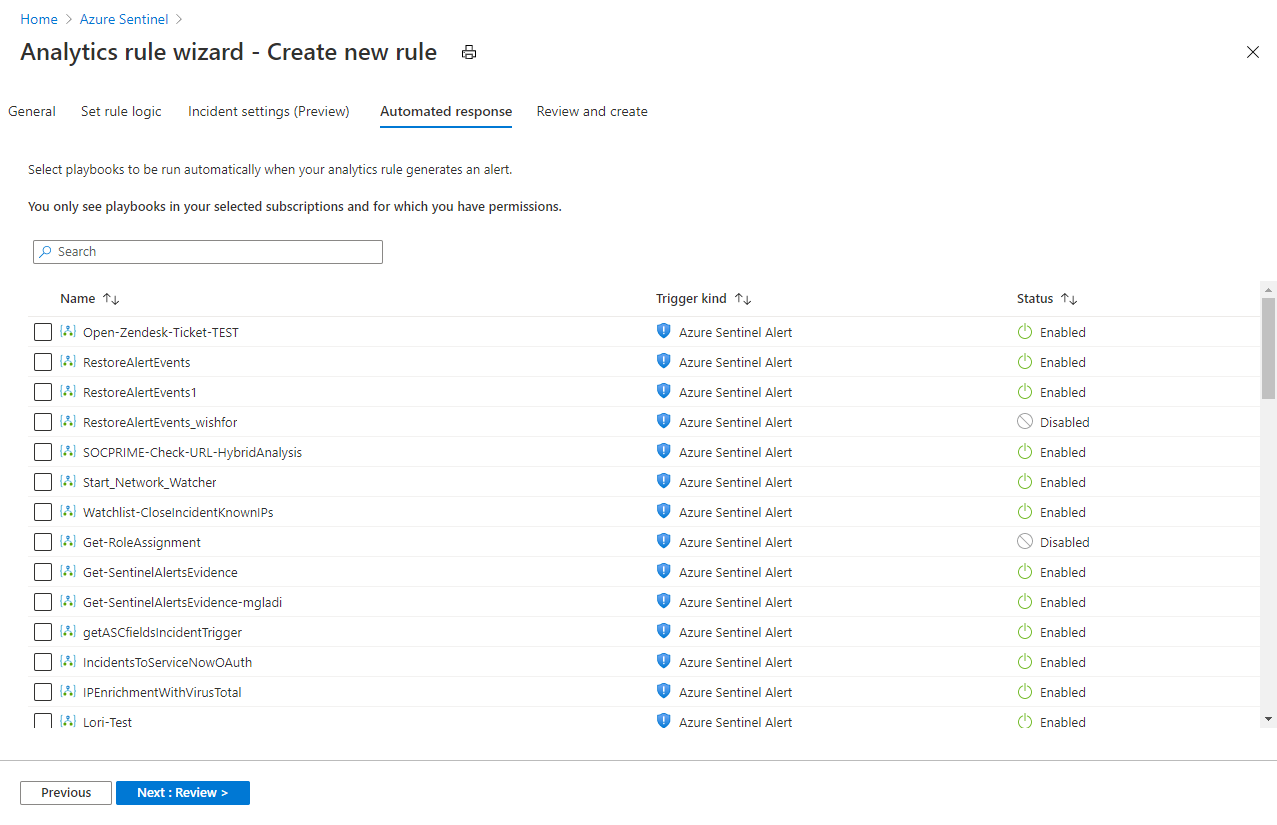 Home > Azure Sentinel >
Analytics rule wizard - Create new rule
General Set rule logic Incident settings (Preview) Automated response Review and create
Select playbooks to be run automatically when your analytics rule generates an alert.
You only see playbooks in your selected subscriptions and for which you have permissions.
Search
Name Trigger kind Status
Open-Zendesk-Ticket-TEST Azure Sentinel Alert Enabled
RestoreAlertEvents Azure Sentinel Alert Enabled
RestoreAlertEvents1 Azure Sentinel Alert Enabled
RestoreAlertEvents_wishfor Azure Sentinel Alert Disabled
SOCPRIME-Check-URL-HybridAnalysis Azure Sentinel Alert Enabled
Start_Network_Watcher Azure Sentinel Alert Enabled
Watchlist-CloseIncidentKnownIPs Azure Sentinel Alert Enabled
Get-RoleAssignment Azure Sentinel Alert Disabled
Get-SentinelAlertsEvidence Azure Sentinel Alert Enabled
Get-SentinelAlertsEvidence-mgladi Azure Sentinel Alert Enabled
getASCfieldsIncidentTrigger Azure Sentinel Alert Enabled
IncidentsToServiceNowOAuth Azure Sentinel Alert Enabled
IPEnrichmentWithVirusTotal Azure Sentinel Alert Enabled
Lori-Test Azure Sentinel Alert Enabled
Previous Next : Review >